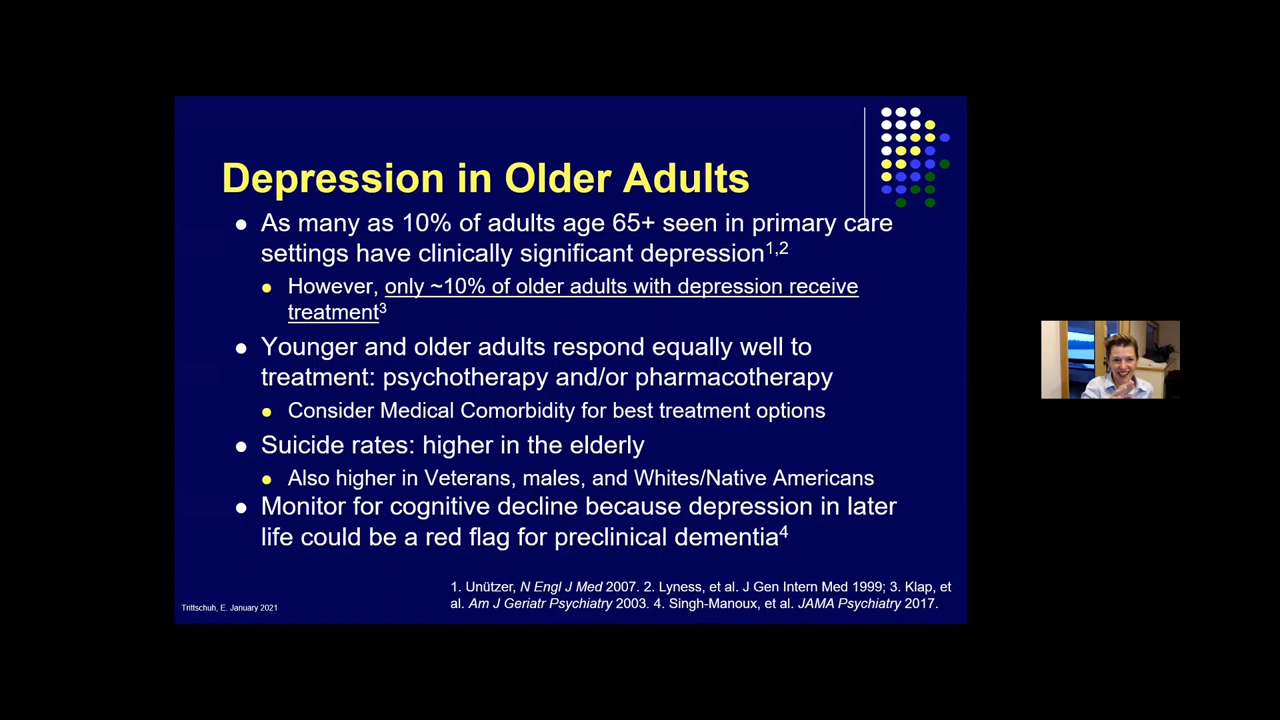 Depression in Older Adults
● As many as 10% of adults age 65+ seen in primary care
settings have clinically significant depression1,2
● However, only ~10% of older adults with depression receive
treatment3
● Younger and older adults respond equally well to
treatment: psychotherapy and/or pharmacotherapy
● Consider Medical Comorbidity for best treatment options
● Suicide rates: higher in the elderly
● Also higher in Veterans, males, and Whites/Native Americans
● Monitor for cognitive decline because depression in later
life could be a red flag for preclinical dementia4
1. Unützer, N Engl J Med 2007. 2. Lyness, et al. J Gen Intern Med 1999; 3. Klap, et
al. Am J Geriatr Psychiatry 2003. 4. Singh-Manoux, et al. JAMA Psychiatry 2017.
Trittschuh, E. January 2021